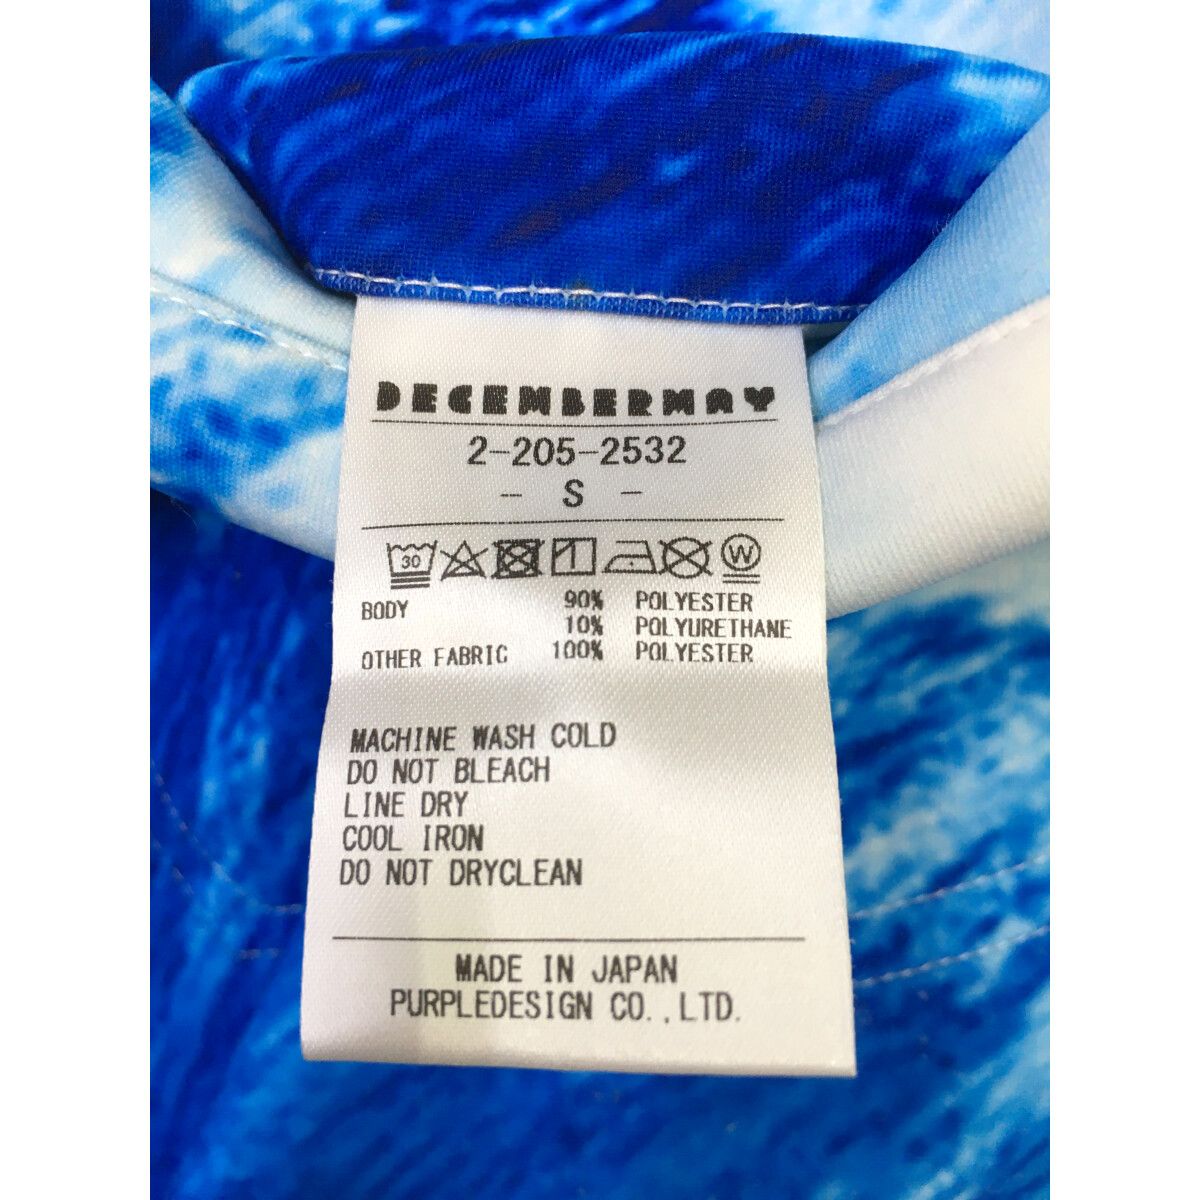 DECEMBERMAY
2-205-2532
- S -
30 W
BODY 90% POLYESTER
10% POLYURETHANE
OTHER FABRIC 100% POLYESTER
MACHINE WASH COLD
DO NOT BLEACH
LINE DRY
COOL IRON
DO NOT DRYCLEAN
MADE IN JAPAN
PURPLEDESIGN CO.,LTD.